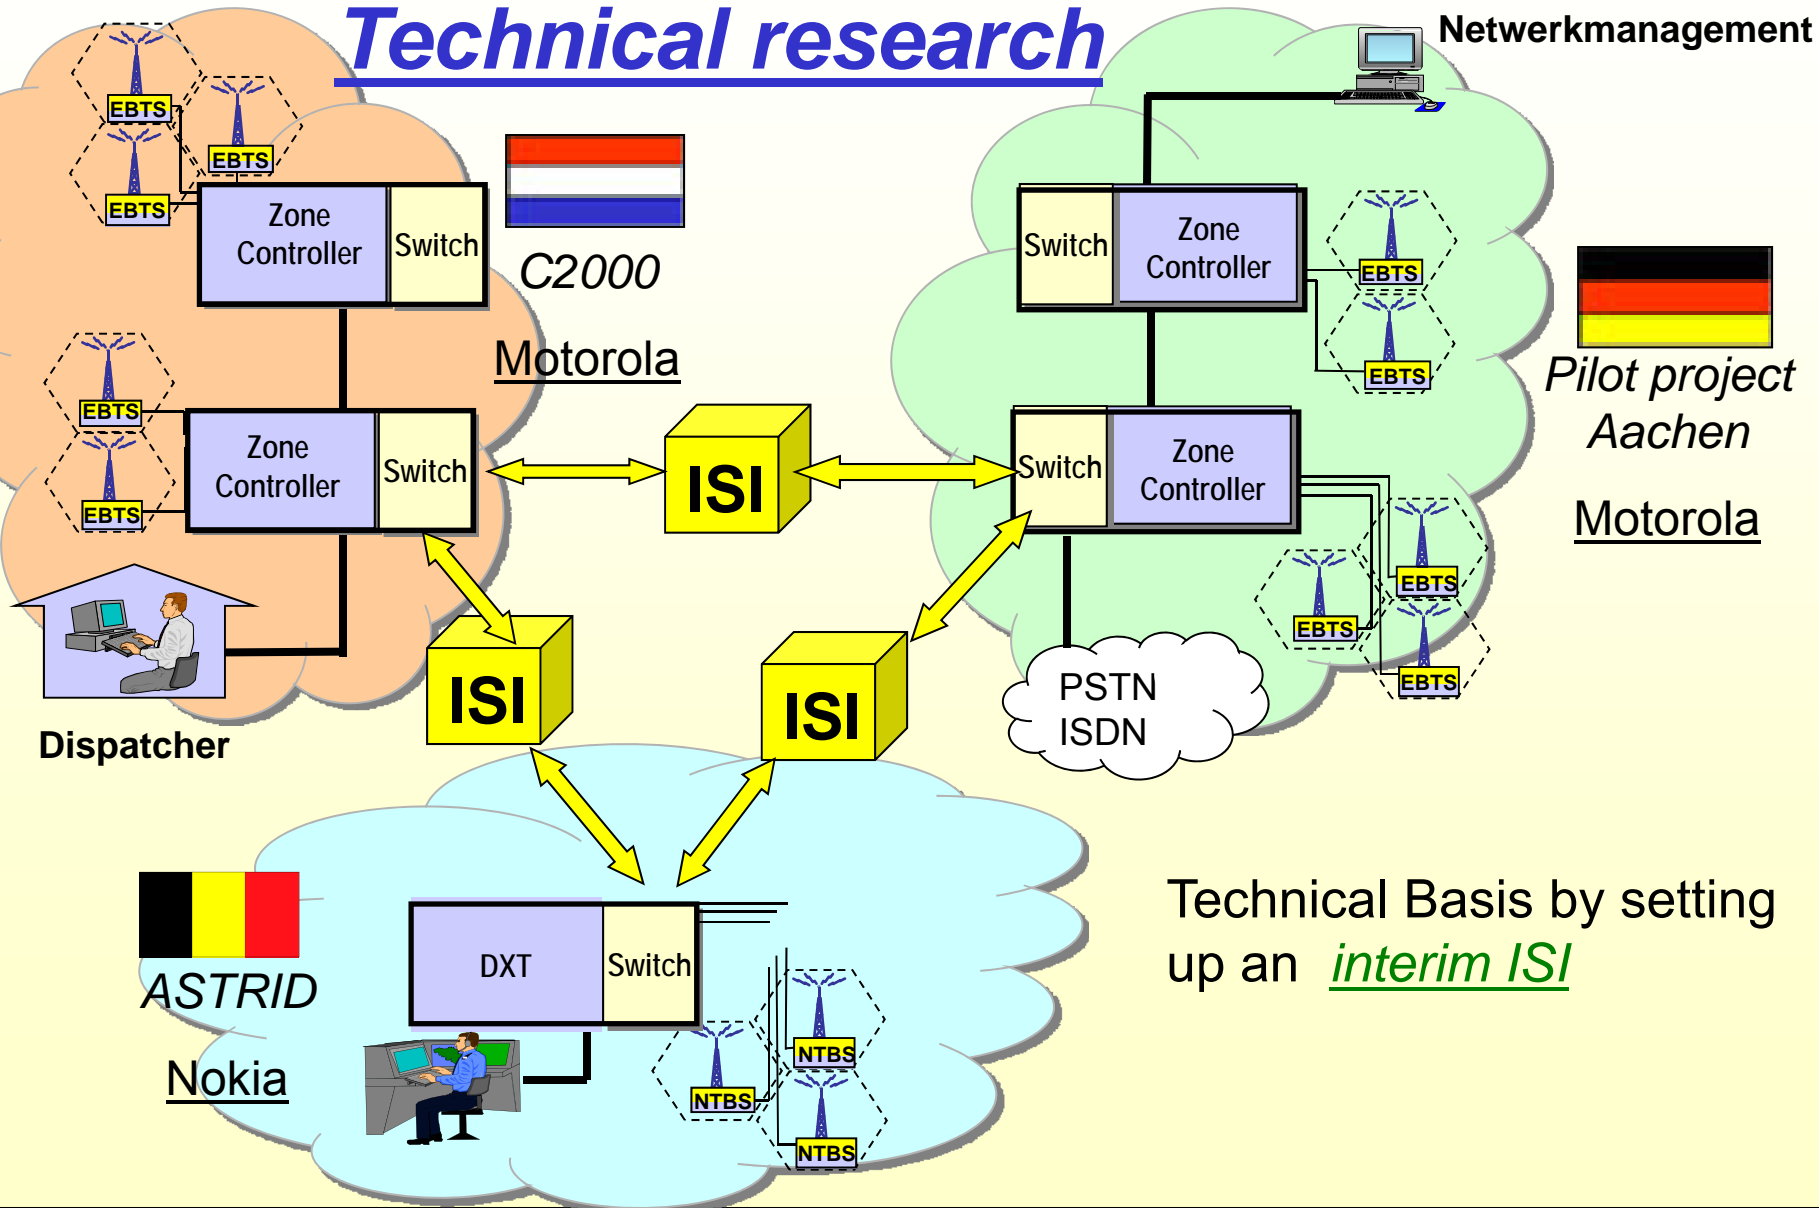 Technical research
Netwerkmanagement
EBTS
EBTS
EBTS
Zone
Controller
Switch
C2000
Motorola
EBTS
EBTS
Zone
Controller
Switch
Dispatcher
Switch
Zone
Controller
EBTS
EBTS
Pilot project
Aachen
Motorola
Switch
Zone
Controller
EBTS
EBTS
EBTS
PSTN
ISDN
ISI
ISI
ISI
ASTRID
Nokia
DXT
Switch
NTBS
NTBS
NTBS
Technical Basis by setting
up an interim ISI